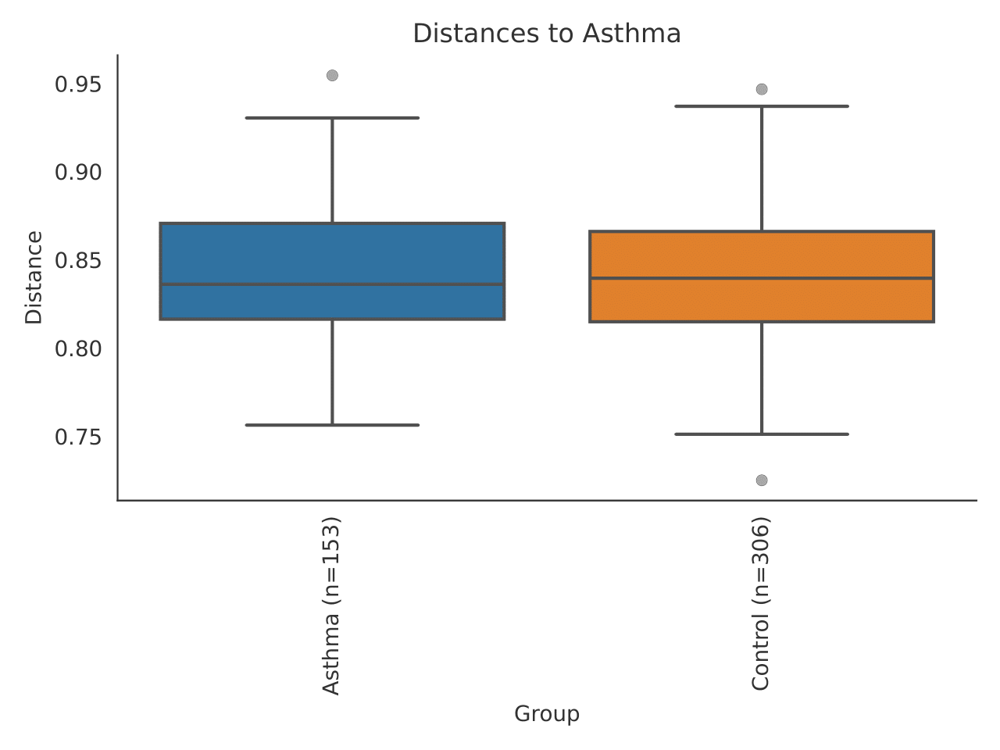 Distances to Asthma
0.95
0.90
0.85
0.80
0.75
Distance
Asthma (n=153)
Control (n=306)
Group